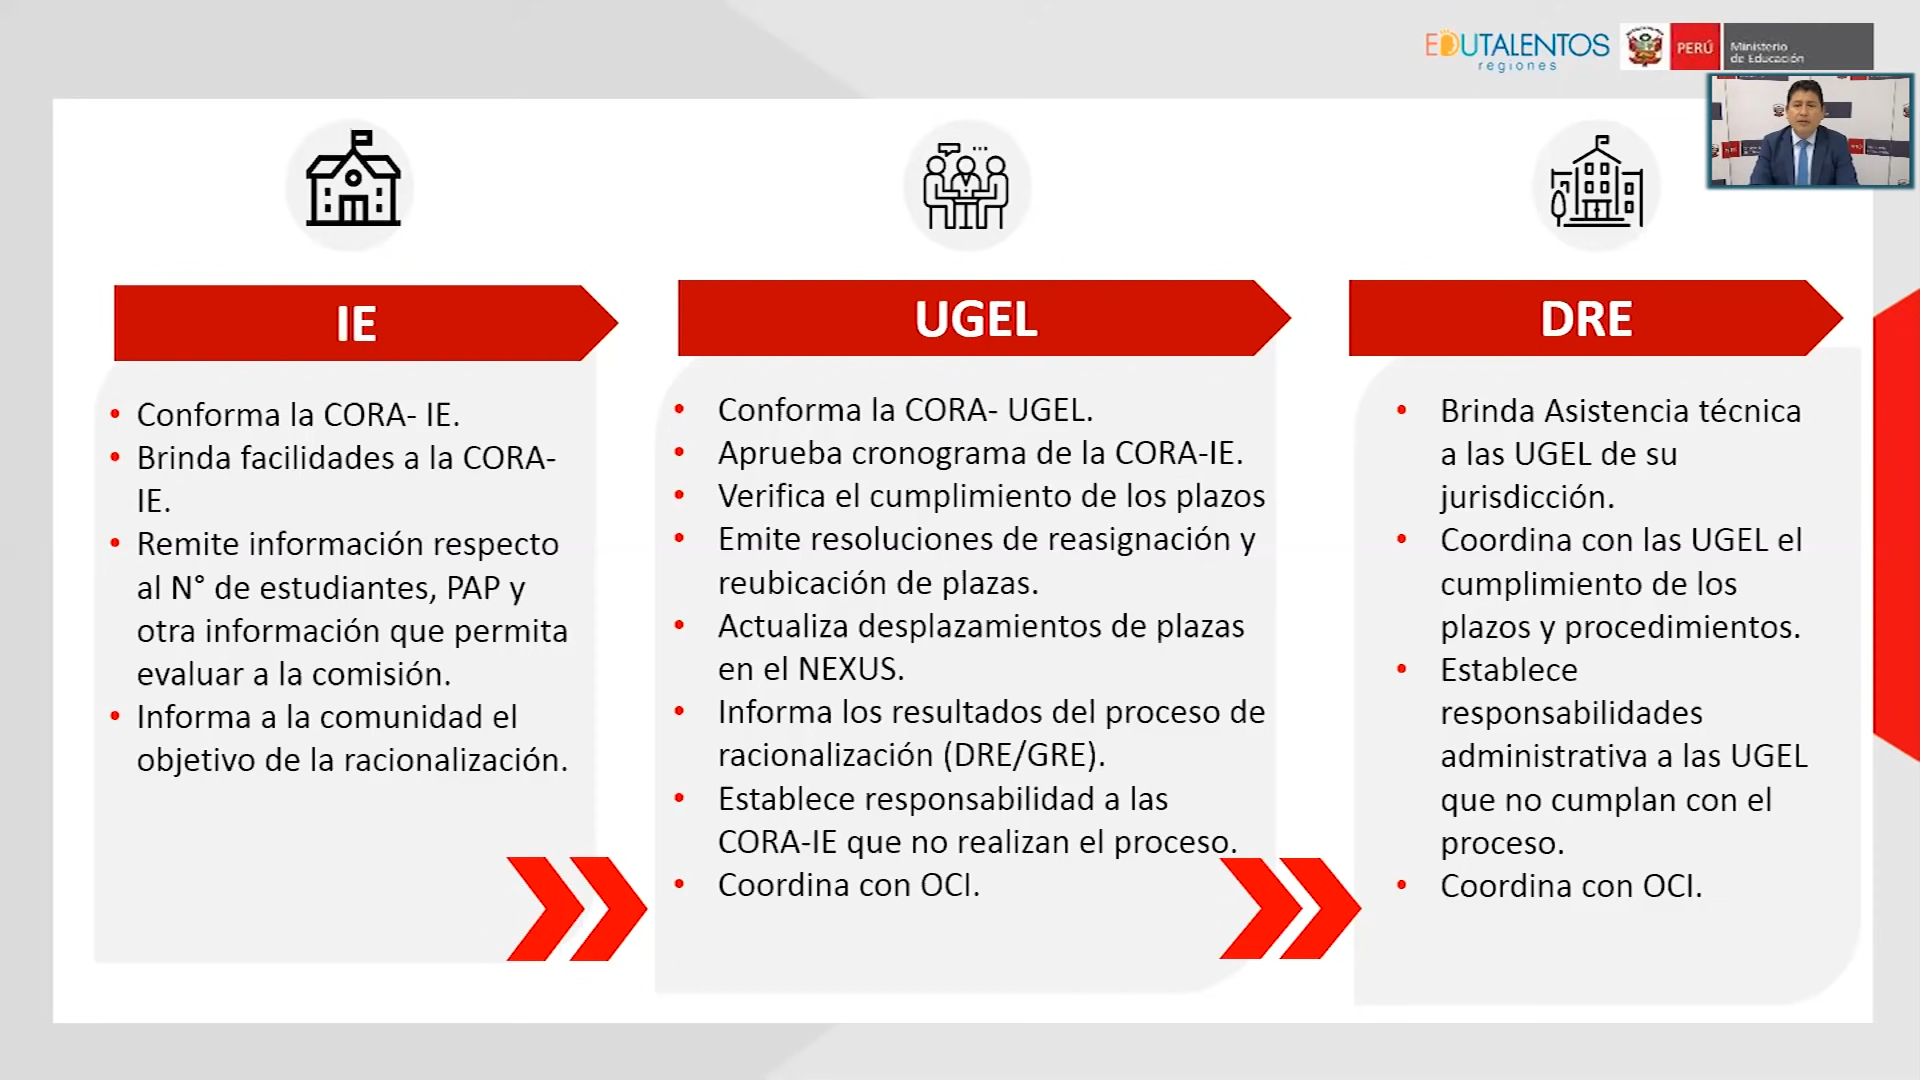 EDUTALENTOS
regiones
PERÚ
Ministerio
de Educación
IE
• Conforma la CORA- IE.
• Brinda facilidades a la CORA-
IE.
• Remite información respecto
al N° de estudiantes, PAP y
otra información que permita
evaluar a la comisión.
• Informa a la comunidad el
objetivo de la racionalización.
UGEL
• Conforma la CORA- UGEL.
• Aprueba cronograma de la CORA-IE.
• Verifica el cumplimiento de los plazos
• Emite resoluciones de reasignación y
reubicación de plazas.
• Actualiza desplazamientos de plazas
en el NEXUS.
• Informa los resultados del proceso de
racionalización (DRE/GRE).
• Establece responsabilidad a las
CORA-IE que no realizan el proceso.
• Coordina con OCI.
DRE
• Brinda Asistencia técnica
a las UGEL de su
jurisdicción.
• Coordina con las UGEL el
cumplimiento de los
plazos y procedimientos.
• Establece
responsabilidades
administrativa a las UGEL
que no cumplan con el
proceso.
• Coordina con OCI.